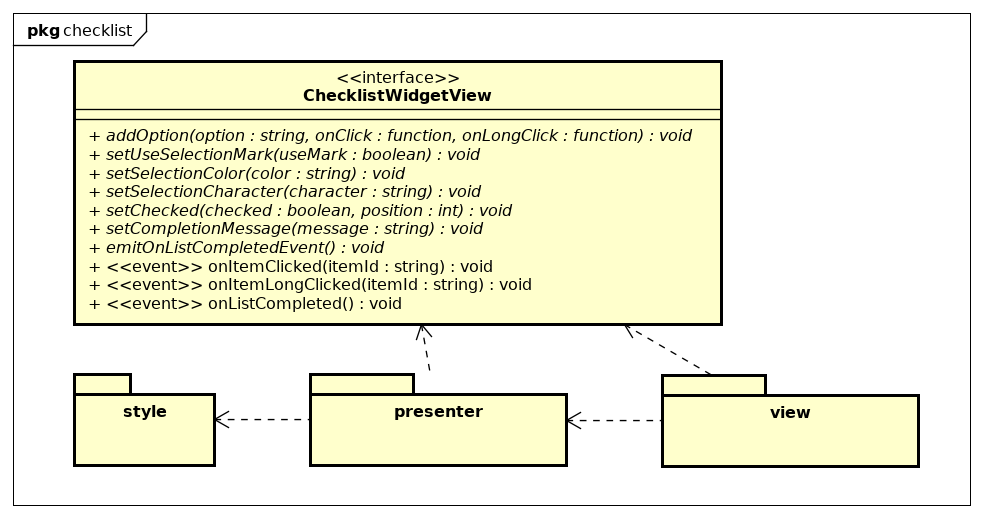 pkg checklist
<<interface>>
ChecklistWidgetView
+ addOption(option : string, onClick : function, onLongClick : function) : void
+ setUseSelectionMark(useMark : boolean) : void
+ setSelectionColor(color : string) : void
+ setSelectionCharacter(character : string) : void
+ setChecked(checked : boolean, position : int) : void
+ setCompletionMessage(message : string) : void
+ emitOnListCompletedEvent() : void
+ <<event>> onItemClicked(itemId : string) : void
+ <<event>> onItemLongClicked(itemId : string) : void
+ <<event>> onListCompleted() : void
style
presenter
view